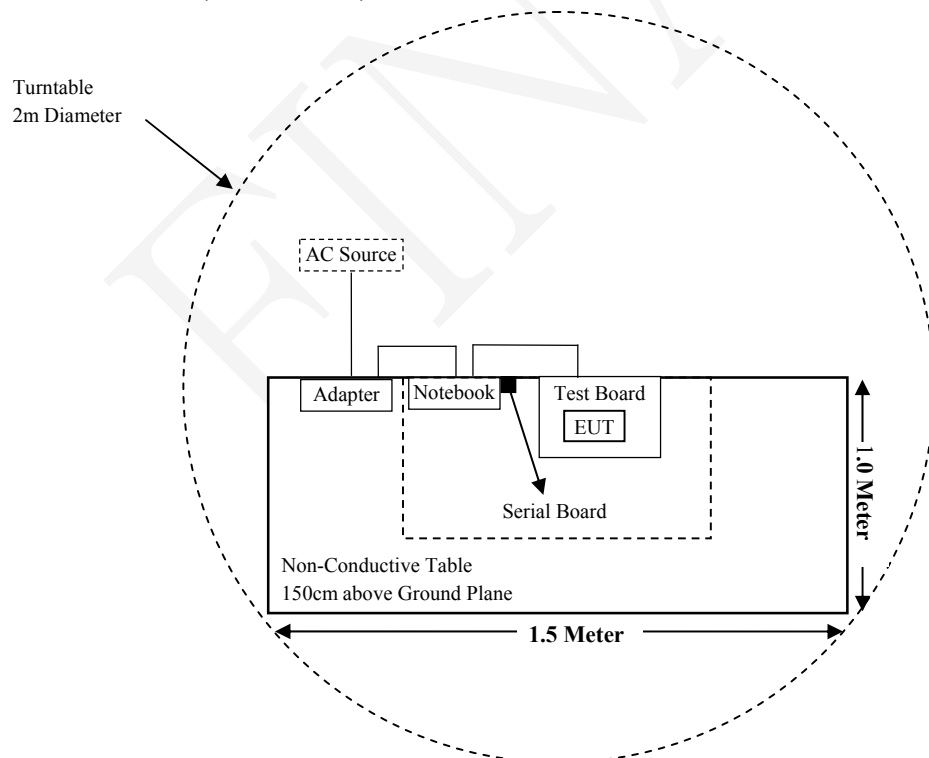 Turntable
2m Diameter
AC Source
Adapter
Notebook
Test Board
EUT
Serial Board
1.0 Meter
Non-Conductive Table
150cm above Ground Plane
1.5 Meter